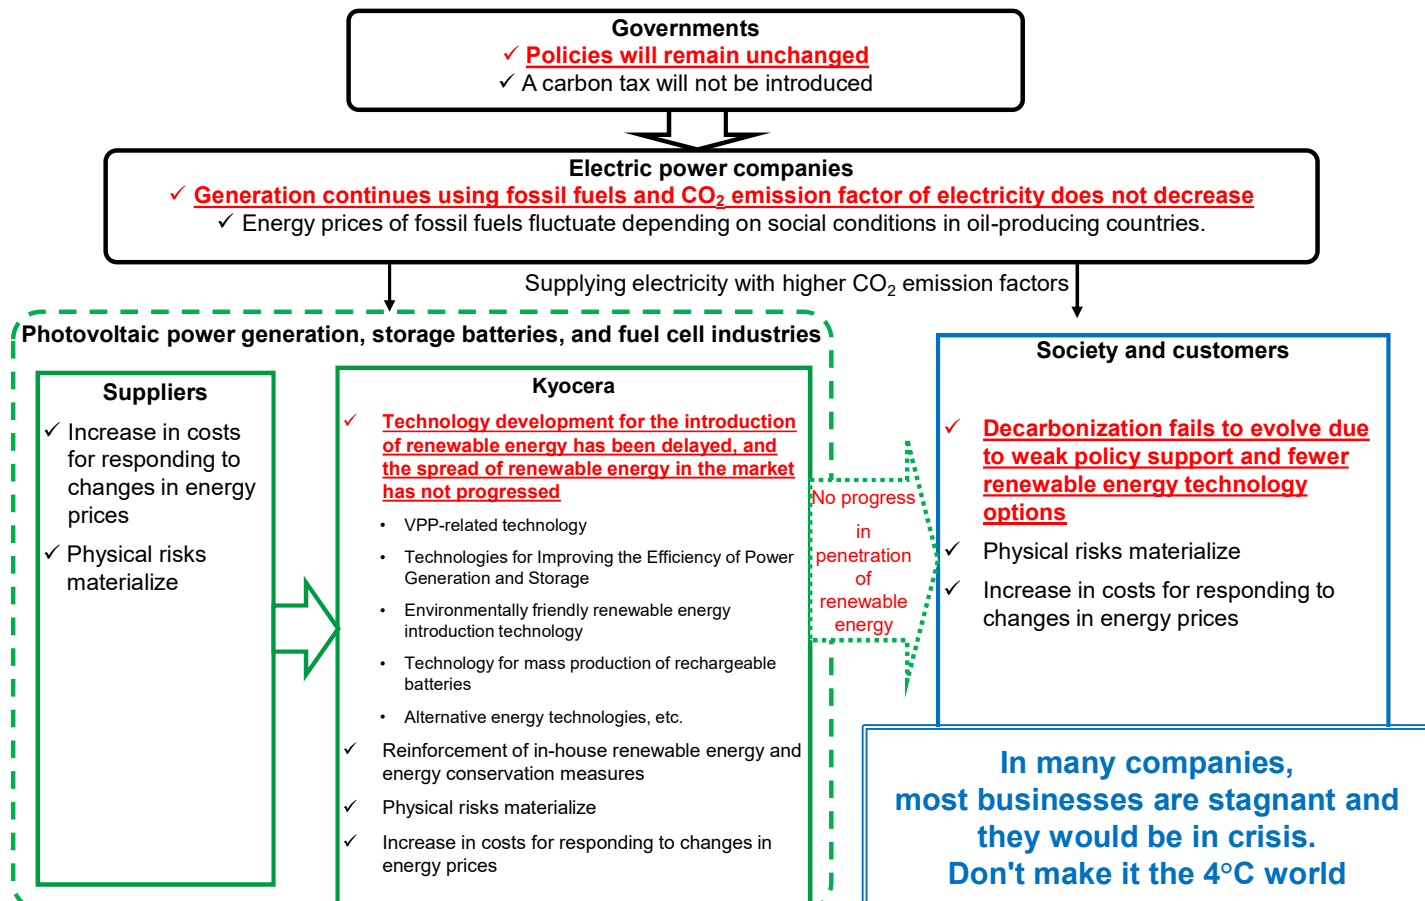 Governments
✓ Policies will remain unchanged
✓ A carbon tax will not be introduced
Electric power companies
✓ Generation continues using fossil fuels and CO₂ emission factor of electricity does not decrease
✓ Energy prices of fossil fuels fluctuate depending on social conditions in oil-producing countries.
Supplying electricity with higher CO₂ emission factors
Photovoltaic power generation, storage batteries, and fuel cell industries
Suppliers
✓ Increase in costs
for responding to
changes in energy
prices
✓ Physical risks
materialize
Kyocera
✓ Technology development for the introduction
of renewable energy has been delayed, and
the spread of renewable energy in the market
has not progressed
• VPP-related technology
• Technologies for Improving the Efficiency of Power
Generation and Storage
• Environmentally friendly renewable energy
introduction technology
• Technology for mass production of rechargeable
batteries
• Alternative energy technologies, etc.
✓ Reinforcement of in-house renewable energy and
energy conservation measures
✓ Physical risks materialize
✓ Increase in costs for responding to changes in
energy prices
No progress
in
penetration
of
renewable
energy
Society and customers
✓ Decarbonization fails to evolve due
to weak policy support and fewer
renewable energy technology
options
✓ Physical risks materialize
✓ Increase in costs for responding to
changes in energy prices
In many companies,
most businesses are stagnant and
they would be in crisis.
Don't make it the 4°C world